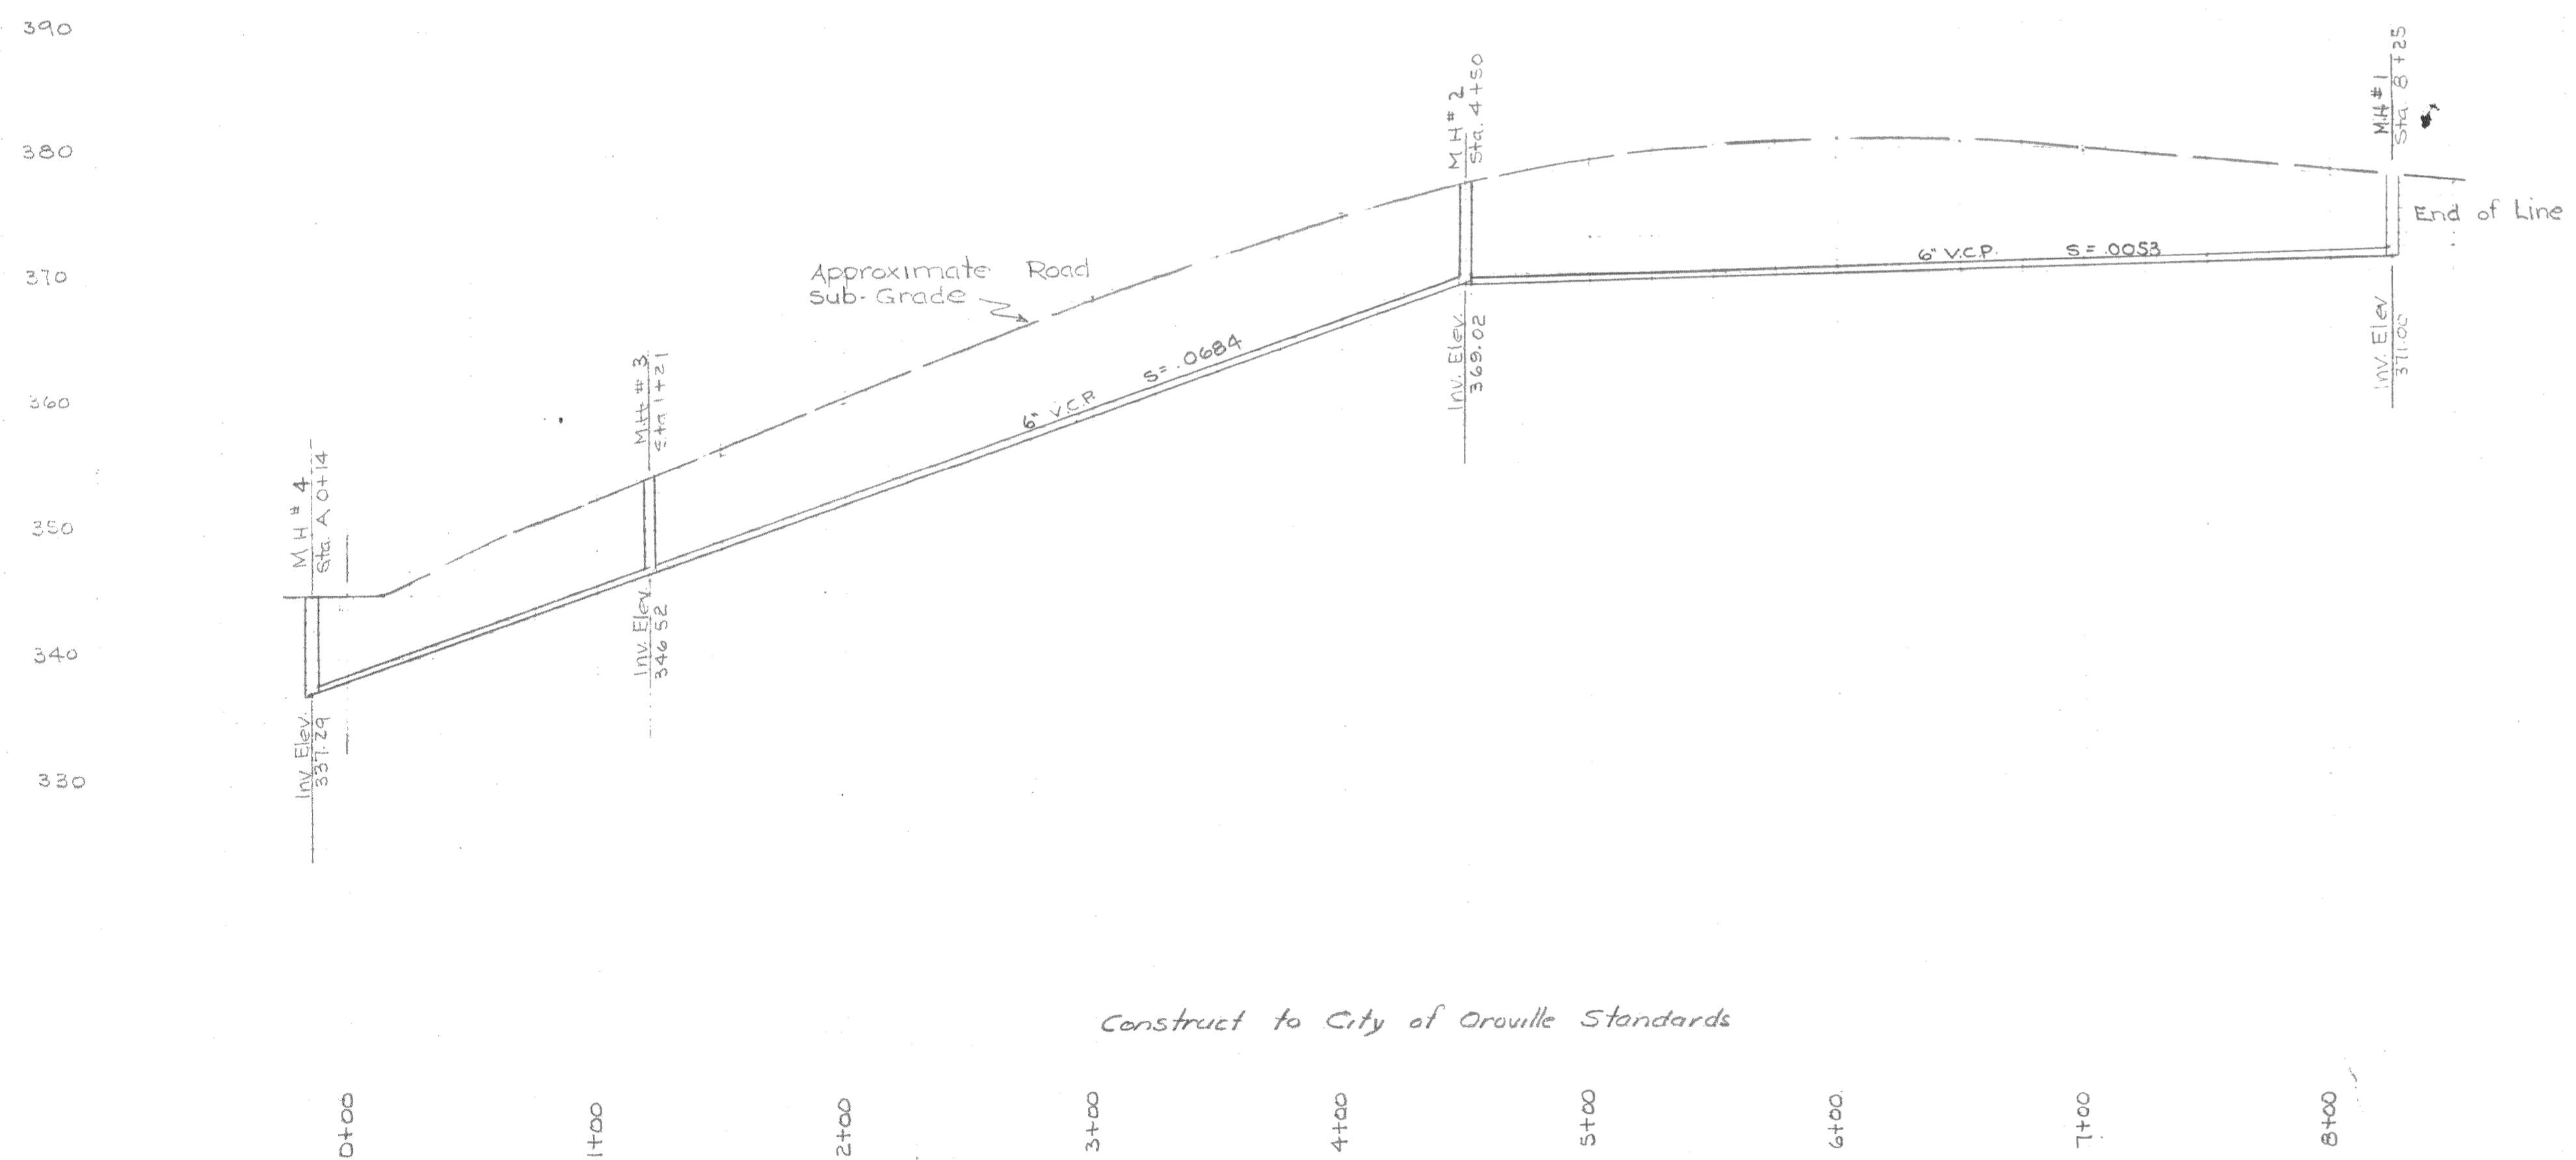 390
380
370
360
350
340
330
M H # 4
Sta. A 0+14
Inv. Elev.
337.29
M.H # 3
Sta 1+21
Inv. Elev.
346 52
Approximate Road
Sub-Grade
6" V.C.P. S= .0684
M H # 2
Sta. 4+50
Inv. Elev.
369.02
6" V.C.P. S= .0053
M.H # 1
Sta. 8+25
End of Line
Inv. Elev
371.00
Construct to City of Oroville Standards
0+00
1+00
2+00
3+00
4+00
5+00
6+00
7+00
8+00